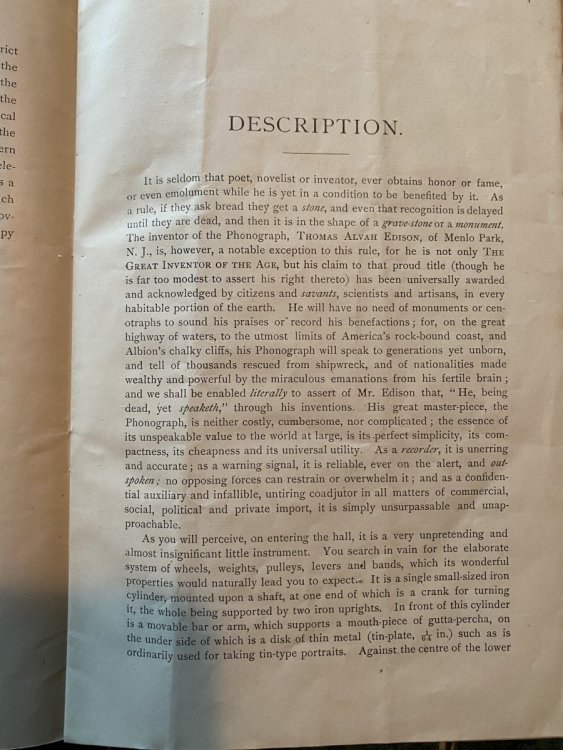 rict
the
the
the
cal
the
ern
ele-
s a
ch
ov-
py
DESCRIPTION.
It is seldom that poet, novelist or inventor, ever obtains honor or fame,
or even emolument while he is yet in a condition to be benefited by it. As
a rule, if they ask bread they get a stone, and even that recognition is delayed
until they are dead, and then it is in the shape of a grave-stone or a monument.
The inventor of the Phonograph, THOMAS ALVAH EDISON, of Menlo Park,
N. J., is, however, a notable exception to this rule, for he is not only THE
GREAT INVENTOR OF THE AGE, but his claim to that proud title (though he
is far too modest to assert his right thereto) has been universally awarded
and acknowledged by citizens and savants, scientists and artisans, in every
habitable portion of the earth. He will have no need of monuments or cen-
otraphs to sound his praises or record his benefactions; for, on the great
highway of waters, to the utmost limits of America's rock-bound coast, and
Albion's chalky cliffs, his Phonograph will speak to generations yet unborn,
and tell of thousands rescued from shipwreck, and of nationalities made
wealthy and powerful by the miraculous emanations from his fertile brain;
and we shall be enabled literally to assert of Mr. Edison that, "He, being
dead, yet speaketh," through his inventions. His great master-piece, the
Phonograph, is neither costly, cumbersome, nor complicated; the essence of
its unspeakable value to the world at large, is its perfect simplicity, its com-
pactness, its cheapness and its universal utility. As a recorder, it is unerring
and accurate; as a warning signal, it is reliable, ever on the alert, and out-
spoken; no opposing forces can restrain or overwhelm it; and as a confiden-
tial auxiliary and infallible, untiring coadjutor in all matters of commercial,
social, political and private import, it is simply unsurpassable and unap-
proachable.
As you will perceive, on entering the hall, it is a very unpretending and
almost insignificant little instrument. You search in vain for the elaborate
system of wheels, weights, pulleys, levers and bands, which its wonderful
properties would naturally lead you to expect. It is a single small-sized iron
cylinder, mounted upon a shaft, at one end of which is a crank for turning
it, the whole being supported by two iron uprights. In front of this cylinder
is a movable bar or arm, which supports a mouth-piece of gutta-percha, on
the under side of which is a disk of thin metal (tin-plate, 1/64 in.) such as is
ordinarily used for taking tin-type portraits. Against the centre of the lower